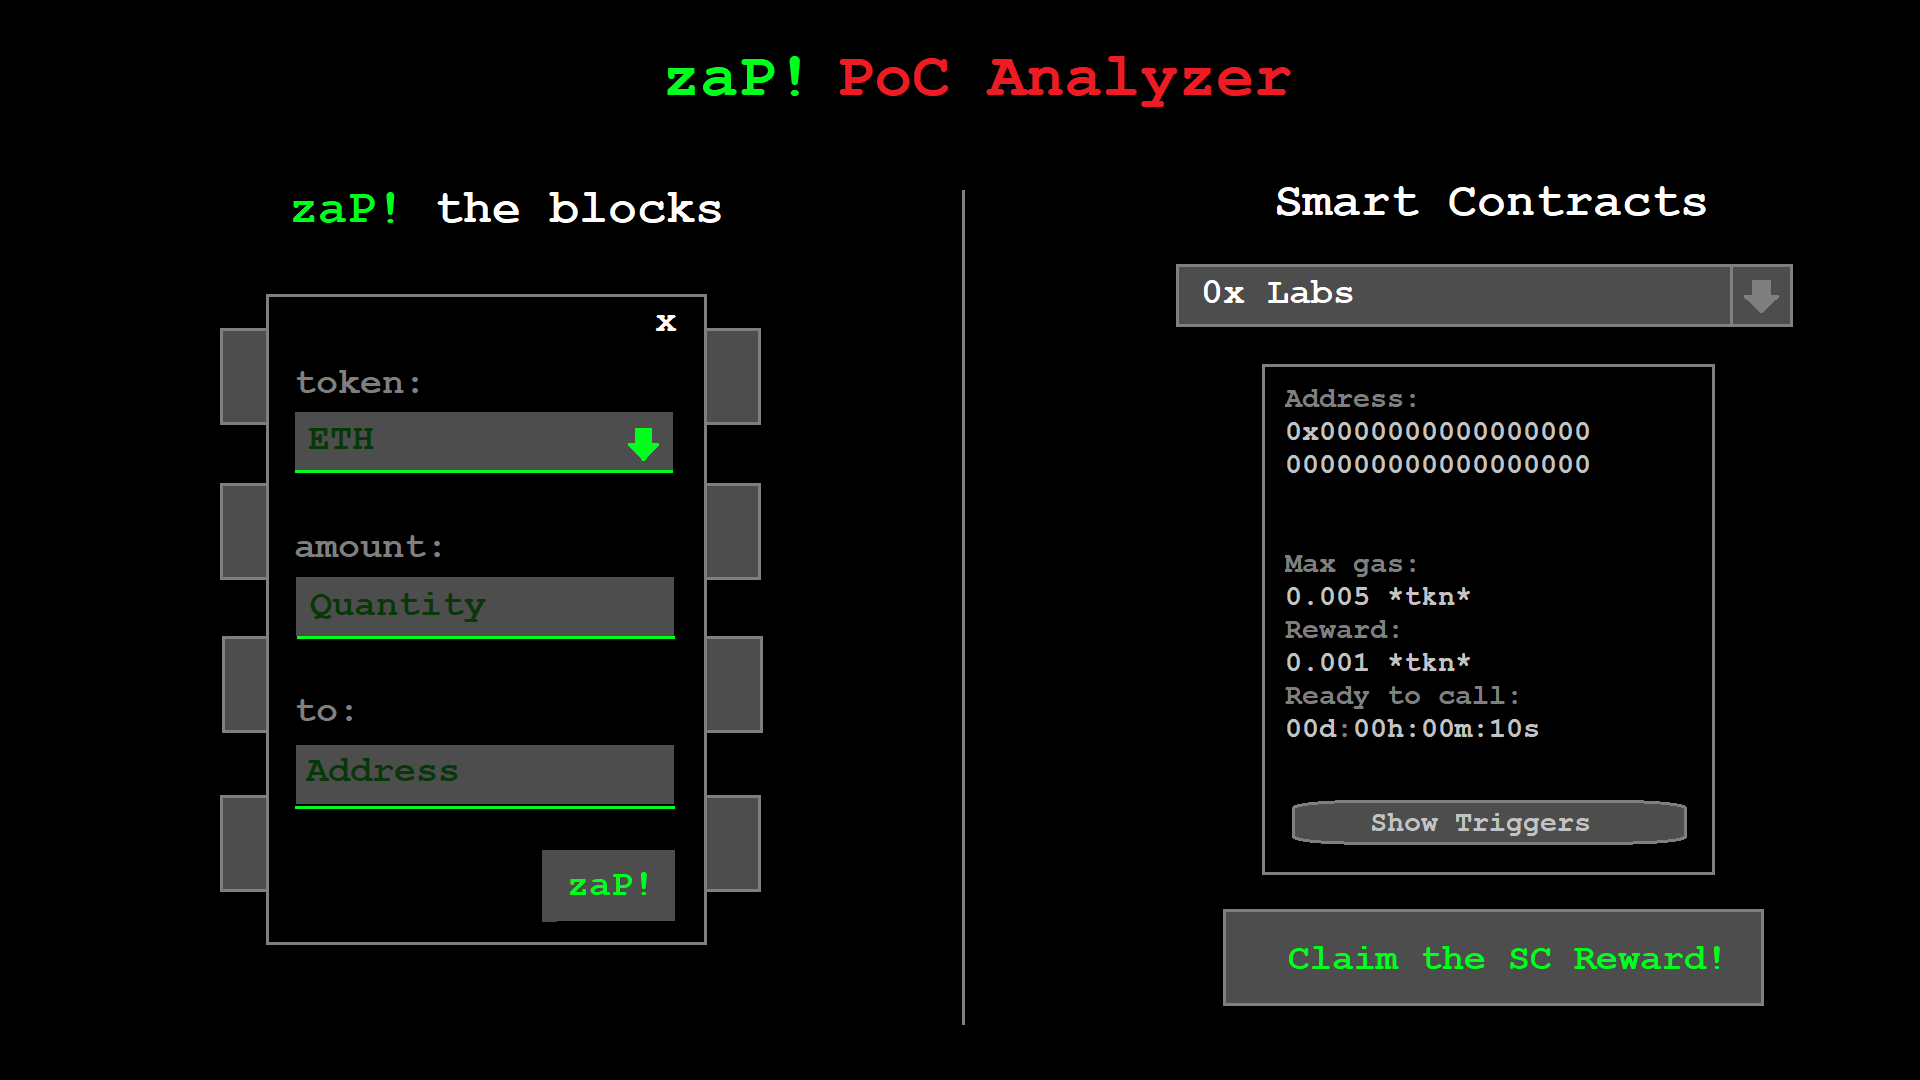 zaP! PoC Analyzer
zaP! the blocks
x
token:
ETH
amount:
Quantity
to:
Address
zaP!
Smart Contracts
0x Labs
Address:
0x0000000000000000
000000000000000000
Max gas:
0.005 *tkn*
Reward:
0.001 *tkn*
Ready to call:
00d:00h:00m:10s
Show Triggers
Claim the SC Reward!